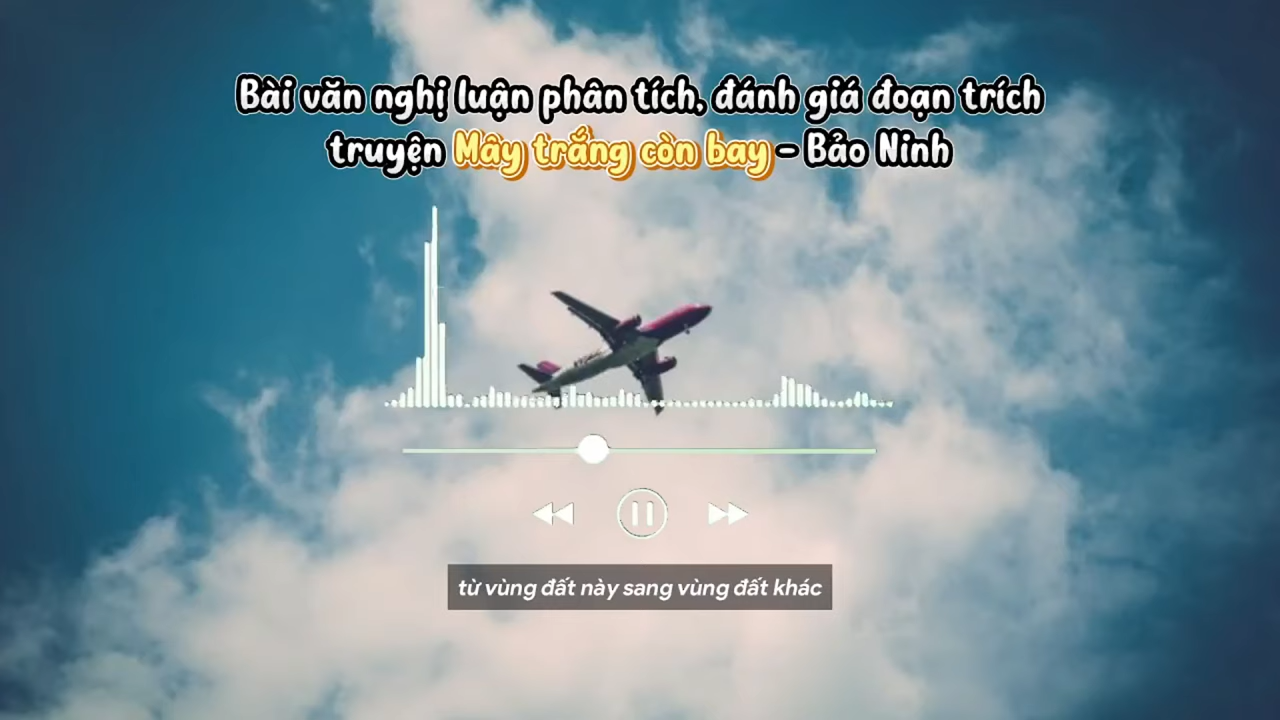 Bài văn nghị luận phân tích, đánh giá đoạn trích
truyện Mây trắng còn bay - Bảo Ninh
từ vùng đất này sang vùng đất khác